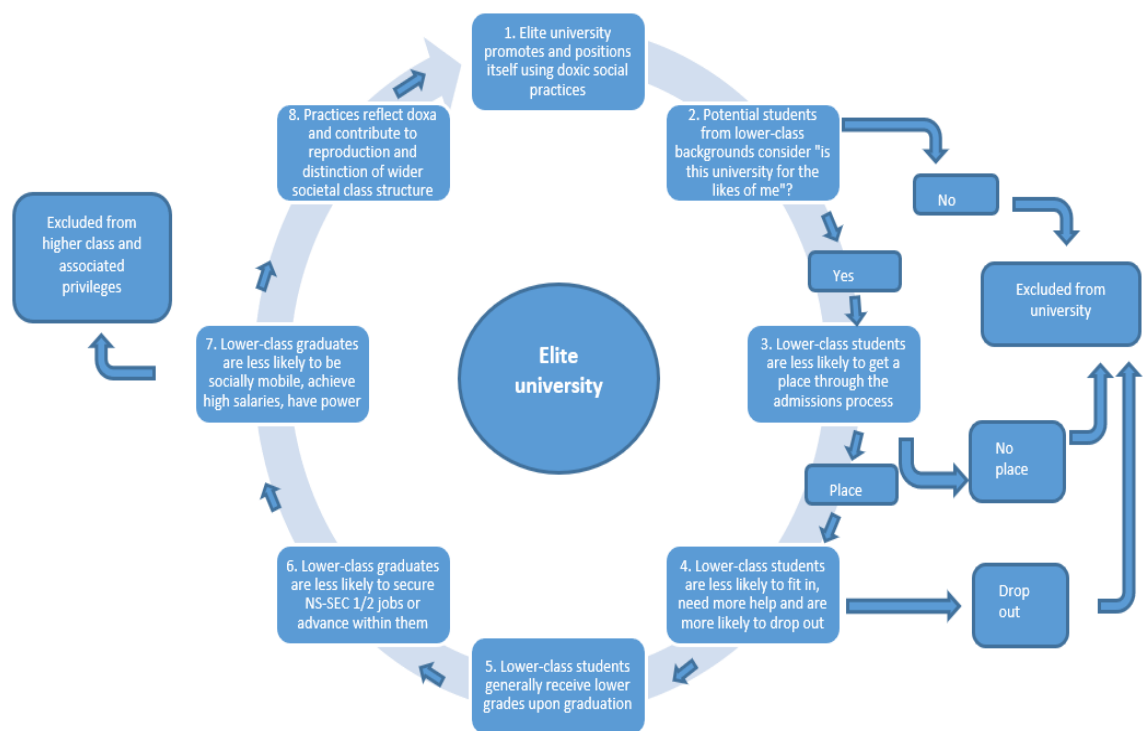 1. Elite university
promotes and positions
itself using doxic social
practices
2. Potential students
from lower-class
backgrounds consider "is
this university for the
likes of me"?
No
Yes
Excluded from
university
3. Lower-class students
are less likely to get a
place through the
admissions process
No
place
Place
4. Lower-class students
are less likely to fit in,
need more help and are
more likely to drop out
Drop
out
5. Lower-class students
generally receive lower
grades upon graduation
6. Lower-class graduates
are less likely to secure
NS-SEC 1/2 jobs or
advance within them
7. Lower-class graduates
are less likely to be
socially mobile, achieve
high salaries, have power
Excluded from
higher class and
associated
privileges
8. Practices reflect doxa
and contribute to
reproduction and
distinction of wider
societal class structure
Elite
university